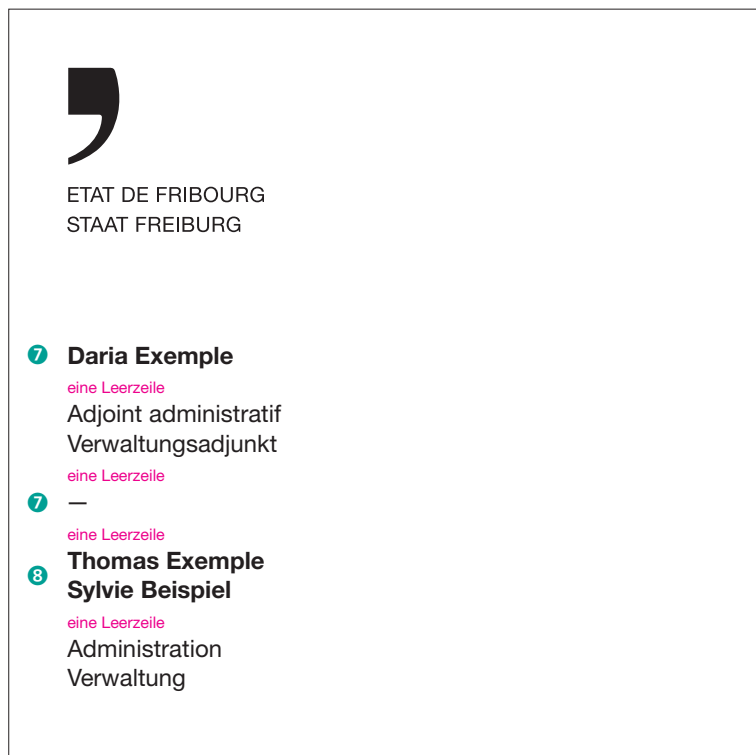 ETAT DE FRIBOURG
STAAT FREIBURG
7 Daria Exemple
eine Leerzeile
Adjoint administratif
Verwaltungsadjunkt
eine Leerzeile
7 —
eine Leerzeile
Thomas Exemple
8
Sylvie Beispiel
eine Leerzeile
Administration
Verwaltung